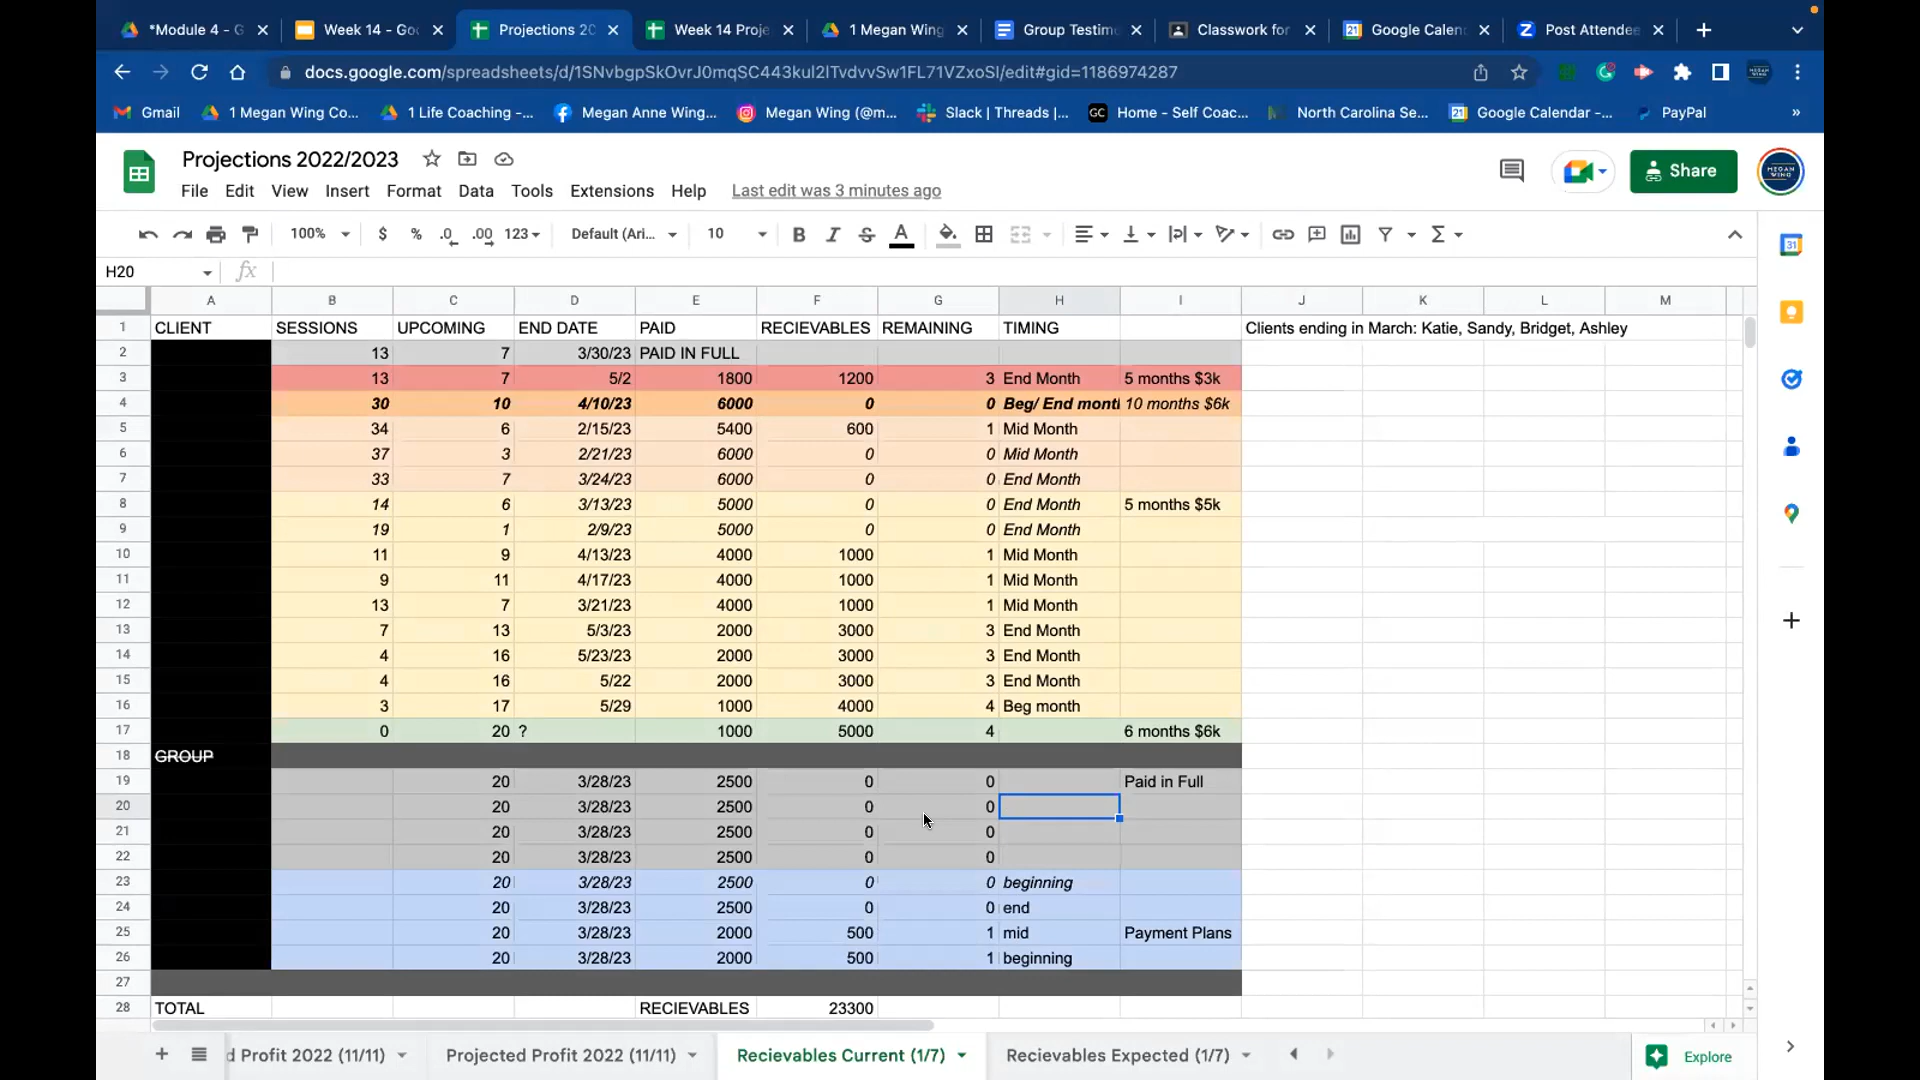 *Module 4 - G
Week 14 - Goo
Projections 20
Week 14 Proje
1 Megan Wing
Group Testim
Classwork for
Google Calen
Post Attendee
docs.google.com/spreadsheets/d/1SNvbgpSkOvrJ0mqSC443kul2ITvdvvSw1FL71VZxoSI/edit#gid=1186974287
Gmail 1 Megan Wing Co... 1 Life Coaching -... Megan Anne Wing... Megan Wing (@m... Slack | Threads |... GC Home - Self Coac... North Carolina Se... Google Calendar -... PayPal »
Projections 2022/2023
Share
File Edit View Insert Format Data Tools Extensions Help Last edit was 3 minutes ago
100% $ % .0 .00 123 Default (Ari... 10 B I S A
H20 fx
A B C D E F G H I J K L M
1 CLIENT SESSIONS UPCOMING END DATE PAID RECIEVABLES REMAINING TIMING Clients ending in March: Katie, Sandy, Bridget, Ashley
2 13 7 3/30/23 PAID IN FULL
3 13 7 5/2 1800 1200 3 End Month 5 months $3k
4 30 10 4/10/23 6000 0 0 Beg/ End mont 10 months $6k
5 34 6 2/15/23 5400 600 1 Mid Month
6 37 3 2/21/23 6000 0 0 Mid Month
7 33 7 3/24/23 6000 0 0 End Month
8 14 6 3/13/23 5000 0 0 End Month 5 months $5k
9 19 1 2/9/23 5000 0 0 End Month
10 11 9 4/13/23 4000 1000 1 Mid Month
11 9 11 4/17/23 4000 1000 1 Mid Month
12 13 7 3/21/23 4000 1000 1 Mid Month
13 7 13 5/3/23 2000 3000 3 End Month
14 4 16 5/23/23 2000 3000 3 End Month
15 4 16 5/22 2000 3000 3 End Month
16 3 17 5/29 1000 4000 4 Beg month
17 0 20 ? 1000 5000 4 6 months $6k
18 GROUP
19 20 3/28/23 2500 0 0 Paid in Full
20 20 3/28/23 2500 0 0
21 20 3/28/23 2500 0 0
22 20 3/28/23 2500 0 0
23 20 3/28/23 2500 0 0 beginning
24 20 3/28/23 2500 0 0 end
25 20 3/28/23 2000 500 1 mid Payment Plans
26 20 3/28/23 2000 500 1 beginning
27
28 TOTAL RECIEVABLES 23300
d Profit 2022 (11/11) Projected Profit 2022 (11/11) Recievables Current (1/7) Recievables Expected (1/7) Explore